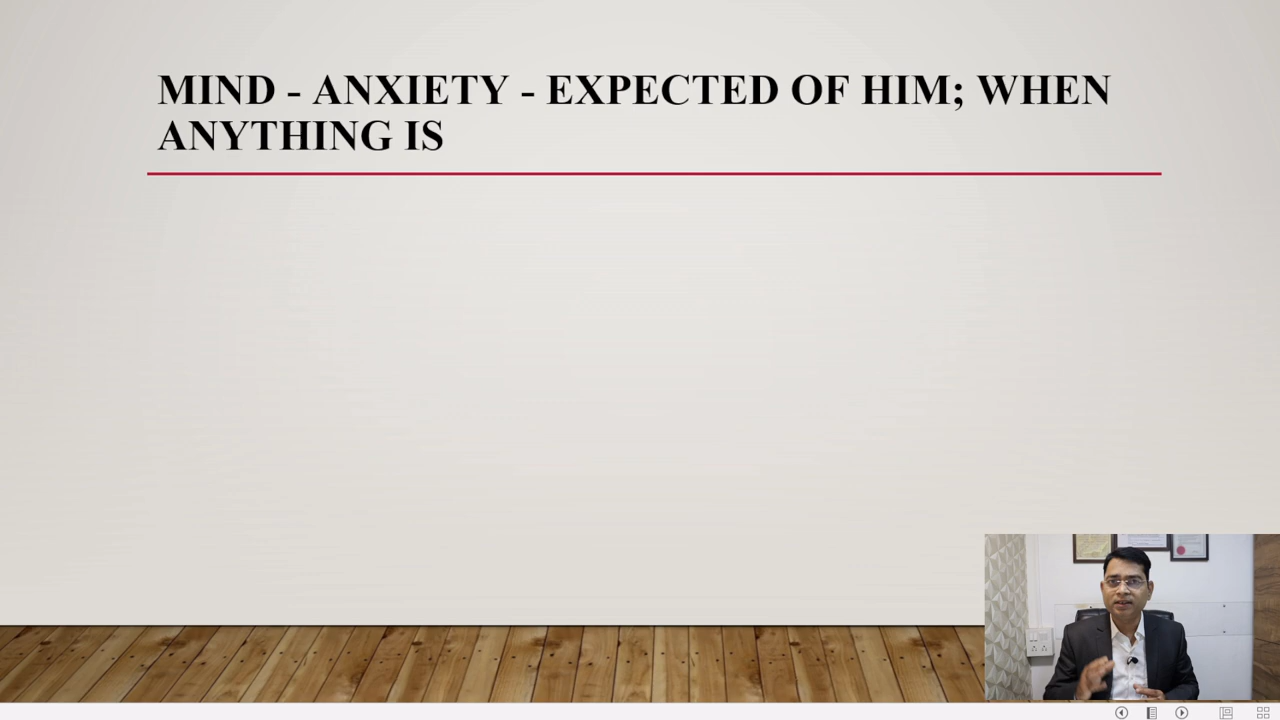 MIND - ANXIETY - EXPECTED OF HIM; WHEN
ANYTHING IS